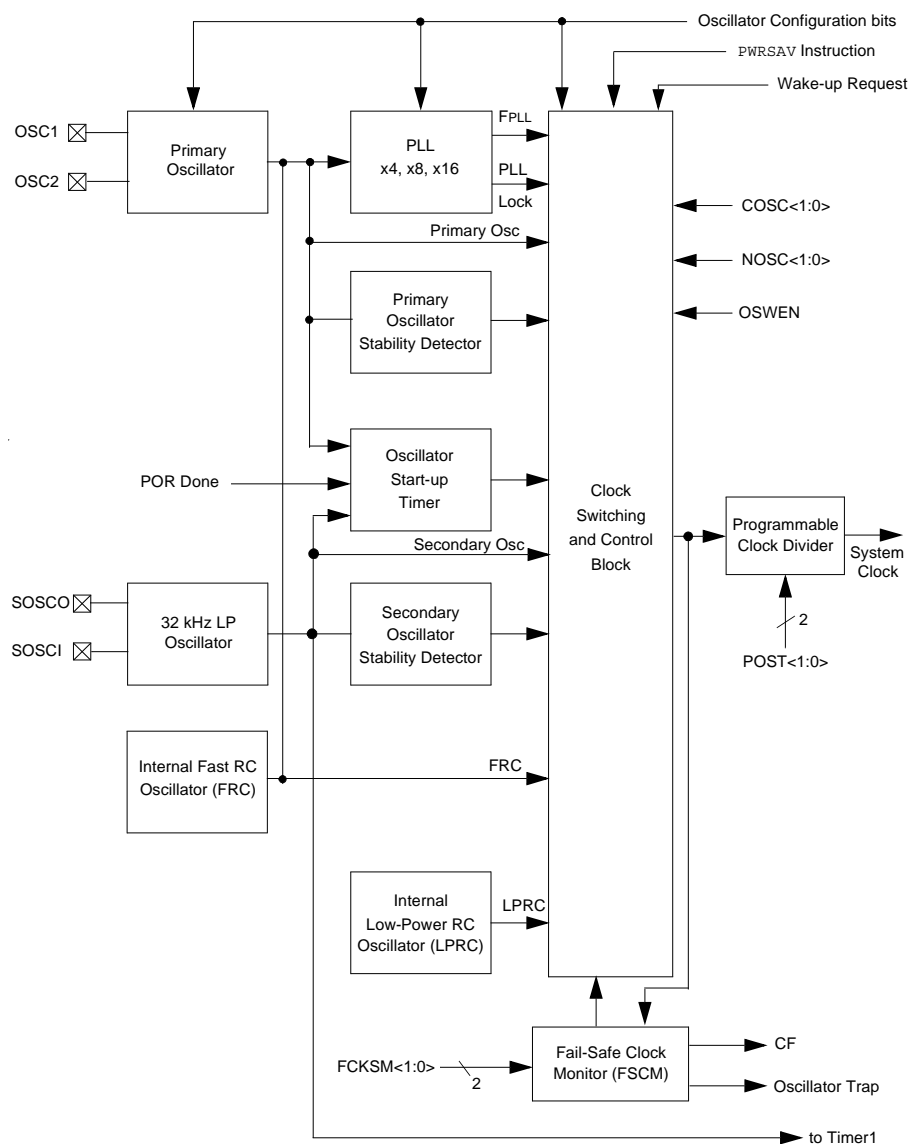 Oscillator Configuration bits
PWRSAV Instruction
Wake-up Request
OSC1
OSC2
Primary
Oscillator
PLL
x4, x8, x16
FPLL
PLL
Lock
COSC<1:0>
NOSC<1:0>
OSWEN
Primary Osc
Primary
Oscillator
Stability Detector
POR Done
Oscillator
Start-up
Timer
Clock
Switching
and Control
Block
Programmable
Clock Divider
System
Clock
2
POST<1:0>
Secondary Osc
SOSCO
SOSCI
32 kHz LP
Oscillator
Secondary
Oscillator
Stability Detector
Internal Fast RC
Oscillator (FRC)
FRC
Internal
Low-Power RC
Oscillator (LPRC)
LPRC
FCKSM<1:0>
2
Fail-Safe Clock
Monitor (FSCM)
CF
Oscillator Trap
to Timer1